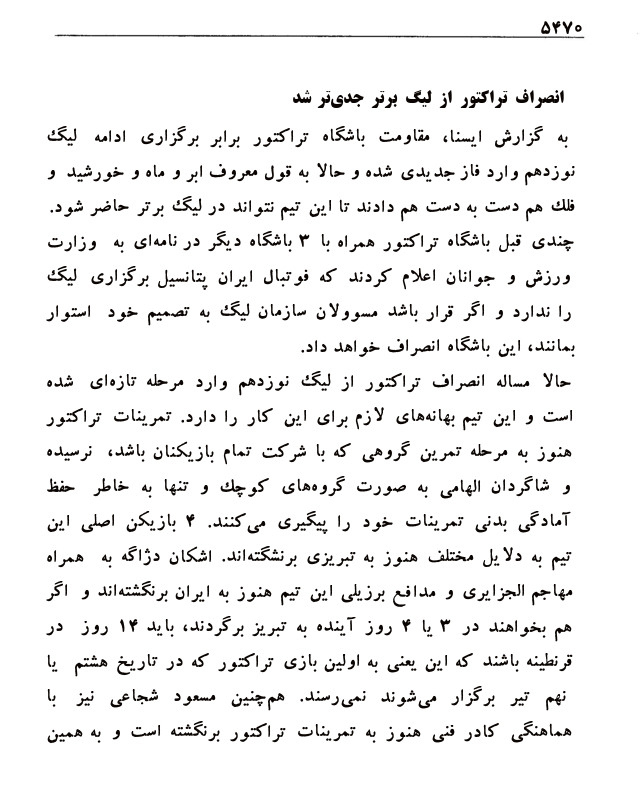 ۵۴۷۰
انصراف تراکتور از لیگ برتر جدی‌تر شد
به گزارش ایسنا، مقاومت باشگاه تراکتور برابر برگزاری ادامه لیگ
نوزدهم وارد فاز جدیدی شده و حالا به قول معروف ابر و ماه و خورشید و
فلك هم دست به دست هم دادند تا این تیم نتواند در لیگ برتر حاضر شود.
چندی قبل باشگاه تراکتور همراه با ۳ باشگاه دیگر در نامه‌ای به وزارت
ورزش و جوانان اعلام کردند که فوتبال ایران پتانسیل برگزاری لیگ
را ندارد و اگر قرار باشد مسوولان سازمان لیگ به تصمیم خود استوار
بمانند، این باشگاه انصراف خواهد داد.
حالا مساله انصراف تراکتور از لیگ نوزدهم وارد مرحله تازه‌ای شده
است و این تیم بهانه‌های لازم برای این کار را دارد. تمرینات تراکتور
هنوز به مرحله تمرین گروهی که با شرکت تمام بازیکنان باشد، نرسیده
و شاگردان الهامی به صورت گروه‌های کوچك و تنها به خاطر حفظ
آمادگی بدنی تمرینات خود را پیگیری می‌کنند. ۴ بازیکن اصلی این
تیم به دلایل مختلف هنوز به تبریزی برنشگته‌اند. اشکان دژاگه به همراه
مهاجم الجزایری و مدافع برزیلی این تیم هنوز به ایران برنگشته‌اند و اگر
هم بخواهند در ۳ یا ۴ روز آینده به تبریز برگردند، باید ۱۴ روز در
قرنطینه باشند که این یعنی به اولین بازی تراکتور که در تاریخ هشتم یا
نهم تیر برگزار می‌شوند نمی‌رسند. هم‌چنین مسعود شجاعی نیز با
هماهنگی کادر فنی هنوز به تمرینات تراکتور برنگشته است و به همین